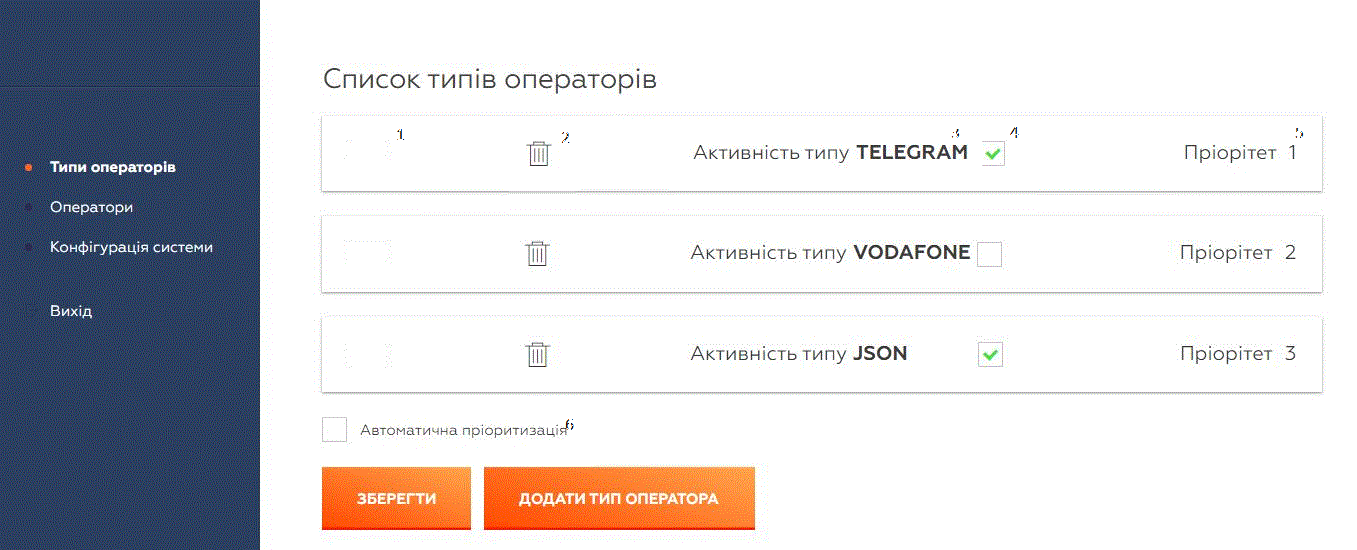 Список типів операторів
1 2 3 4 5
Активність типу TELEGRAM Пріорітет 1
Типи операторів
Оператори
Конфігурація системи
Вихід
Активність типу VODAFONE Пріорітет 2
Активність типу JSON Пріорітет 3
Автоматична пріоритизація 6
ЗБЕРЕГТИ ДОДАТИ ТИП ОПЕРАТОРА